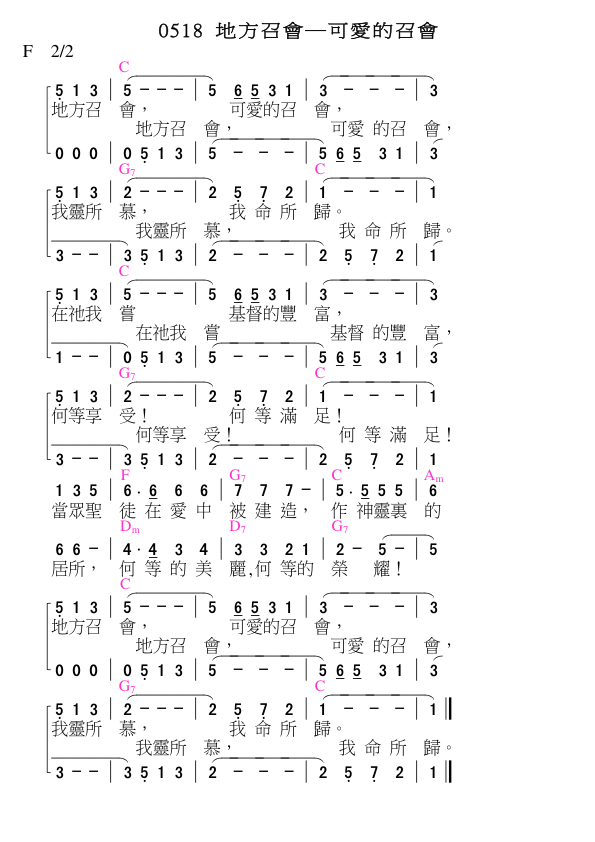 0518 地方召會—可愛的召會
F 2/2
C
5 1 3 | 5 - - - | 5 6 5 3 1 | 3 - - - | 3
地方召 會， 可愛的召 會，
地方召 會， 可愛 的召 會，
0 0 0 | 0 5 1 3 | 5 - - - | 5 6 5 3 1 | 3
G7 C
5 1 3 | 2 - - - | 2 5 7 2 | 1 - - - | 1
我靈所 慕， 我 命 所 歸。
我靈所 慕， 我 命 所 歸。
3 - - | 3 5 1 3 | 2 - - - | 2 5 7 2 | 1
C
5 1 3 | 5 - - - | 5 6 5 3 1 | 3 - - - | 3
在祂我 嘗 基督的豐 富，
在祂我 嘗 基督 的豐 富，
1 - - | 0 5 1 3 | 5 - - - | 5 6 5 3 1 | 3
G7 C
5 1 3 | 2 - - - | 2 5 7 2 | 1 - - - | 1
何等享 受！ 何 等 滿 足！
何等享 受！ 何 等 滿 足！
3 - - | 3 5 1 3 | 2 - - - | 2 5 7 2 | 1
F G7 C Am
1 3 5 | 6 · 6 6 6 | 7 7 7 - | 5 · 5 5 5 | 6
當眾聖 徒 在 愛 中 被 建 造， 作 神靈裏 的
Dm D7 G7
6 6 - | 4 · 4 3 4 | 3 3 2 1 | 2 - 5 - | 5
居所， 何 等 的 美 麗,何 等的 榮 耀！
C
5 1 3 | 5 - - - | 5 6 5 3 1 | 3 - - - | 3
地方召 會， 可愛的召 會，
地方召 會， 可愛 的召 會，
0 0 0 | 0 5 1 3 | 5 - - - | 5 6 5 3 1 | 3
G7 C
5 1 3 | 2 - - - | 2 5 7 2 | 1 - - - | 1 ‖
我靈所 慕， 我 命 所 歸。
我靈所 慕， 我 命 所 歸。
3 - - | 3 5 1 3 | 2 - - - | 2 5 7 2 | 1 ‖